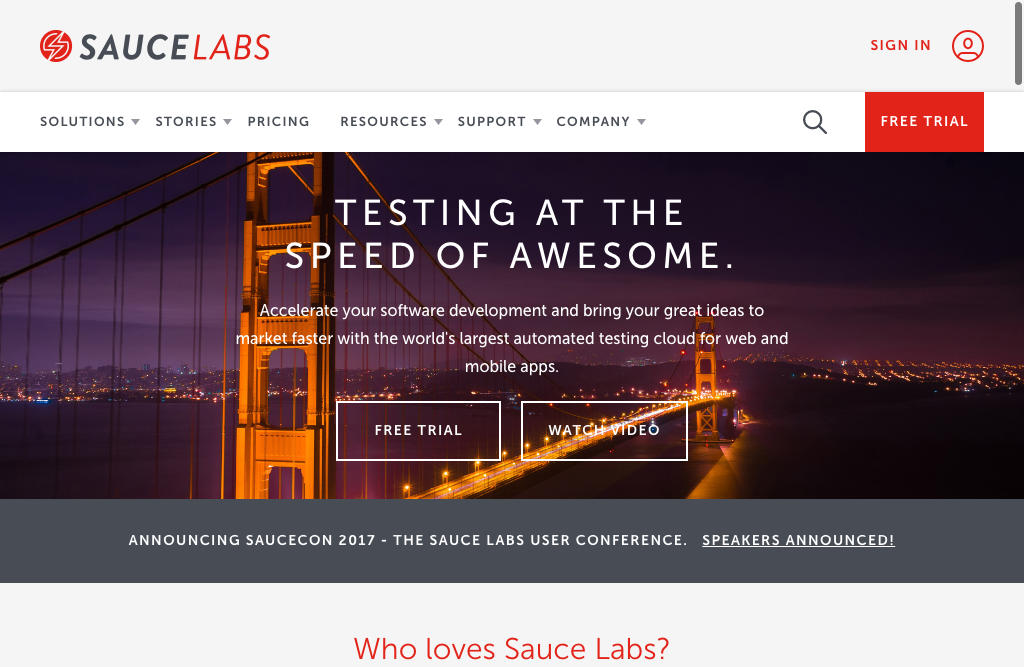 SAUCELABS
SIGN IN
SOLUTIONS STORIES PRICING RESOURCES SUPPORT COMPANY FREE TRIAL
TESTING AT THE
SPEED OF AWESOME.
Accelerate your software development and bring your great ideas to
market faster with the world's largest automated testing cloud for web and
mobile apps.
FREE TRIAL WATCH VIDEO
ANNOUNCING SAUCECON 2017 - THE SAUCE LABS USER CONFERENCE. SPEAKERS ANNOUNCED!
Who loves Sauce Labs?